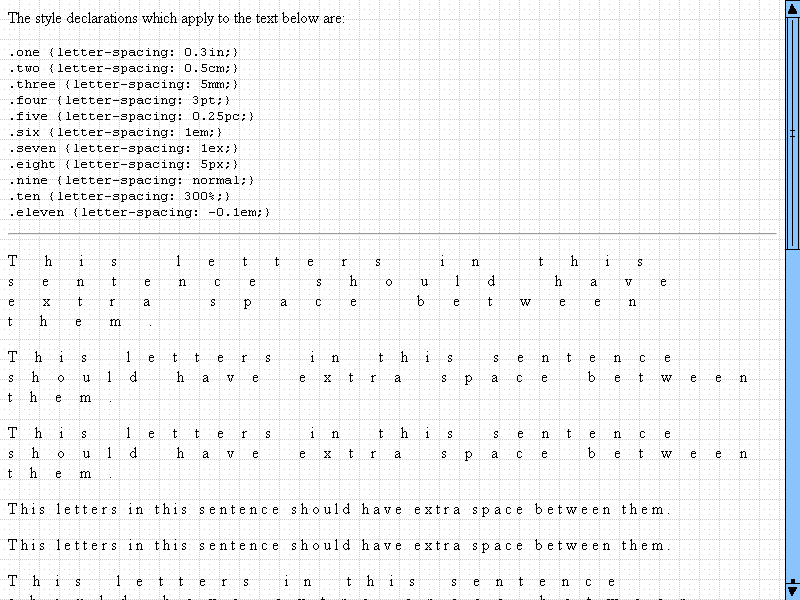 The style declarations which apply to the text below are:
.one {letter-spacing: 0.3in;}
.two {letter-spacing: 0.5cm;}
.three {letter-spacing: 5mm;}
.four {letter-spacing: 3pt;}
.five {letter-spacing: 0.25pc;}
.six {letter-spacing: 1em;}
.seven {letter-spacing: 1ex;}
.eight {letter-spacing: 5px;}
.nine {letter-spacing: normal;}
.ten {letter-spacing: 300%;}
.eleven {letter-spacing: -0.1em;}
This letters in this
sentence should have
extra space between
them.
This letters in this sentence
should have extra space between
them.
This letters in this sentence
should have extra space between
them.
This letters in this sentence should have extra space between them.
This letters in this sentence should have extra space between them.
This letters in this sentence